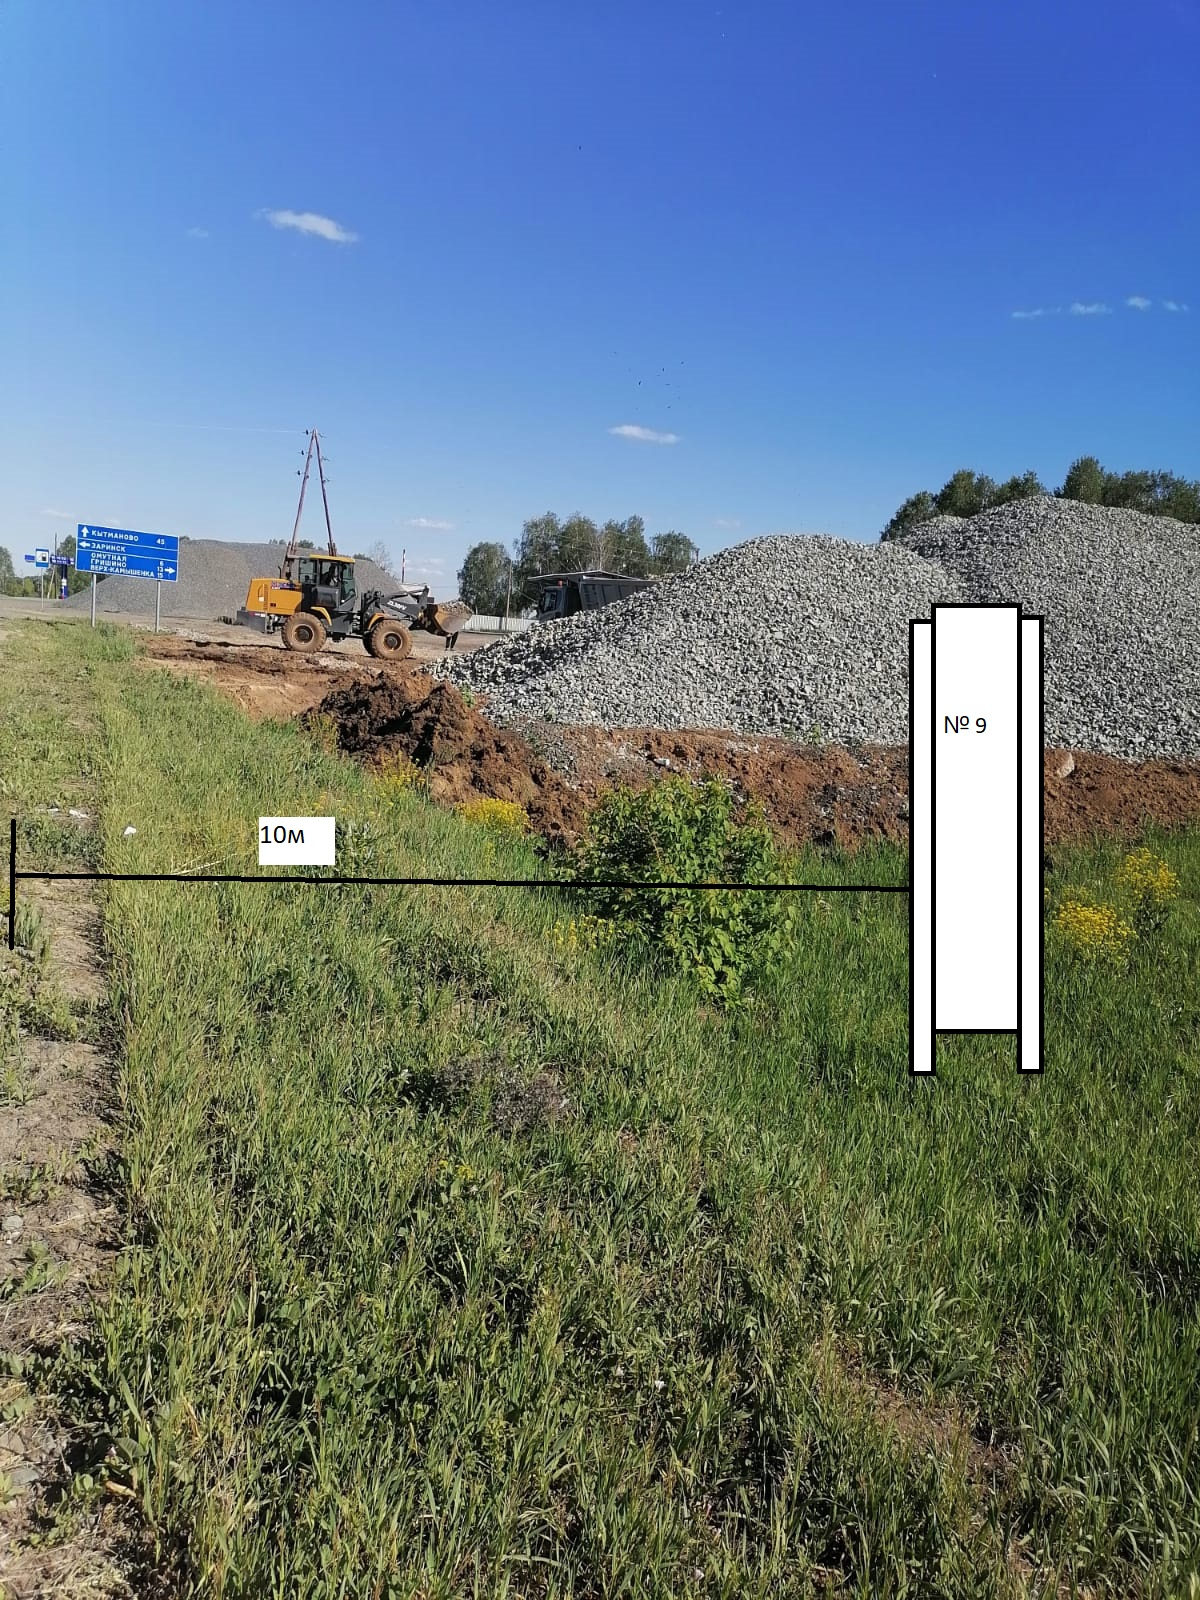 КЫТМАНОВО 45
ЗАРИНСК
ОМУТНАЯ 6
ГРИШИНО 13
ВЕРХ-КАМЫШЕНКА 15
№ 9
10м